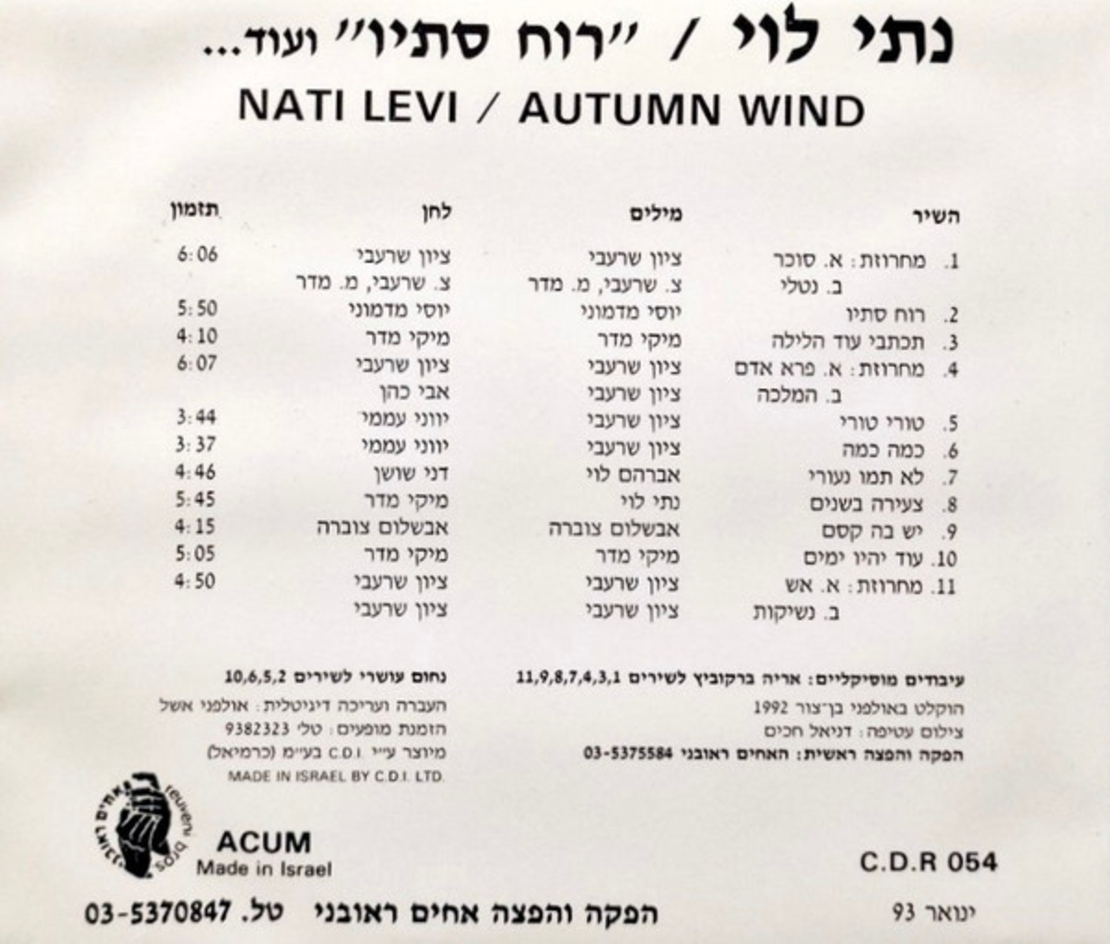 נתי לוי / "רוח סתיו" ועוד...
NATI LEVI / AUTUMN WIND
השיר מילים לחן תזמון
1. מחרוזת: א. סוכר ציון שרעבי ציון שרעבי 6:06
ב. נטלי צ. שרעבי, מ. מדר צ. שרעבי, מ. מדר
2. רוח סתיו יוסי מדמוני יוסי מדמוני 5:50
3. תכתבי עוד הלילה מיקי מדר מיקי מדר 4:10
4. מחרוזת: א. פרא אדם ציון שרעבי ציון שרעבי 6:07
ב. המלכה ציון שרעבי אבי כהן
5. טורי טורי ציון שרעבי יווני עממי 3:44
6. כמה כמה ציון שרעבי יווני עממי 3:37
7. לא תמו נעורי אברהם לוי דני שושן 4:46
8. צעירה בשנים נתי לוי מיקי מדר 5:45
9. יש בה קסם אבשלום צוברה אבשלום צוברה 4:15
10. עוד יהיו ימים מיקי מדר מיקי מדר 5:05
11. מחרוזת: א. אש ציון שרעבי ציון שרעבי 4:50
ב. נשיקות ציון שרעבי ציון שרעבי
עיבודים מוסיקליים: אריה ברקוביץ לשירים 11,9,8,7,4,3,1
הוקלט באולפני בן־צור 1992
צילום עטיפה: דניאל חכים
הפקה והפצה ראשית: האחים ראובני 03-5375584
נחום עושרי לשירים 10,6,5,2
העברה ועריכה דיגיטלית: אולפני אשל
הזמנת מופעים: טל' 9382323
מיוצר ע"י C.D.I. בע"מ (כרמיאל)
MADE IN ISRAEL BY C.D.I. LTD.
אחים ראובני reuveni bros
ACUM
Made in Israel
C.D.R 054
הפקה והפצה אחים ראובני טל. 03-5370847
ינואר 93